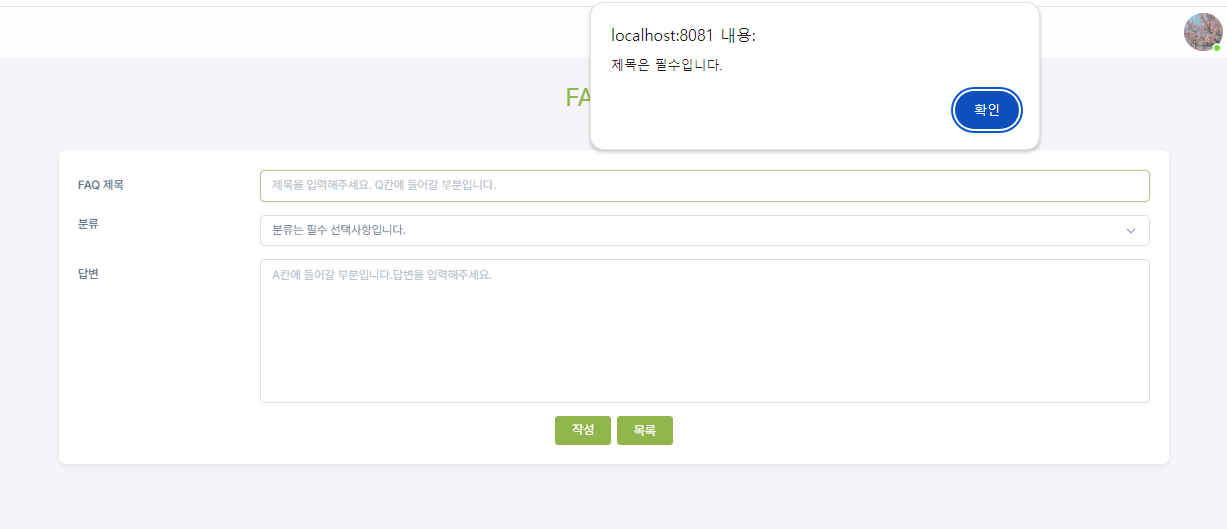 localhost:8081 내용:
제목은 필수입니다.
확인
FA
FAQ 제목
제목을 입력해주세요. Q칸에 들어갈 부분입니다.
분류
분류는 필수 선택사항입니다.
답변
A칸에 들어갈 부분입니다.답변을 입력해주세요.
작성
목록